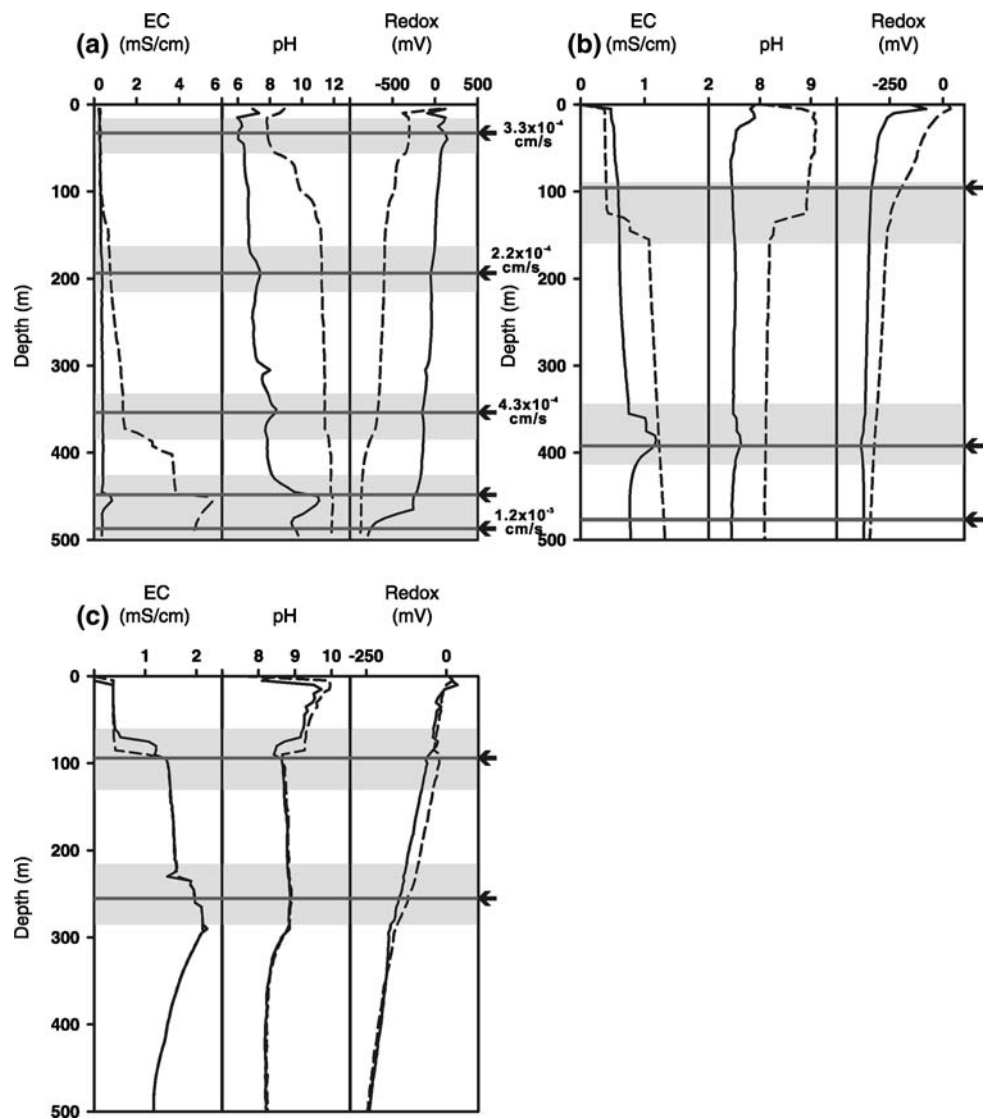 (a) EC (mS/cm) pH Redox (mV)
0 2 4 6 6 8 10 12 -500 0 500
0
100
200
300
400
500
Depth (m)
3.3x10⁻⁴ cm/s
2.2x10⁻⁴ cm/s
4.3x10⁻⁴ cm/s
1.2x10⁻³ cm/s
(b) EC (mS/cm) pH Redox (mV)
0 1 2 8 9 -250 0
0
100
200
300
400
500
Depth (m)
(c) EC (mS/cm) pH Redox (mV)
1 2 8 9 10 -250 0
0
100
200
300
400
500
Depth (m)